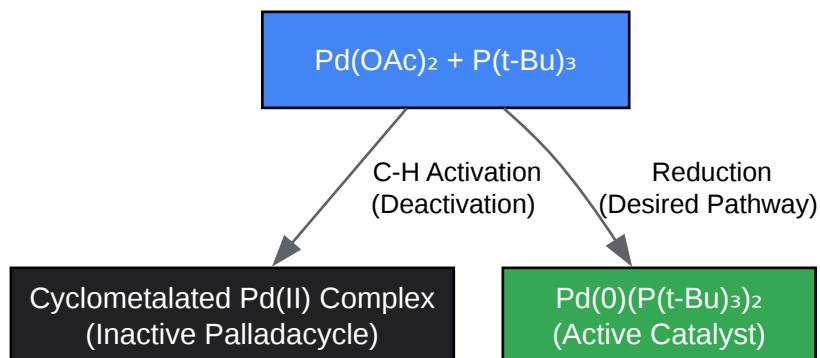 Pd(OAc)₂ + P(t-Bu)₃
C-H Activation
(Deactivation)
Reduction
(Desired Pathway)
Cyclometalated Pd(II) Complex
(Inactive Palladacycle)
Pd(0)(P(t-Bu)₃)₂
(Active Catalyst)